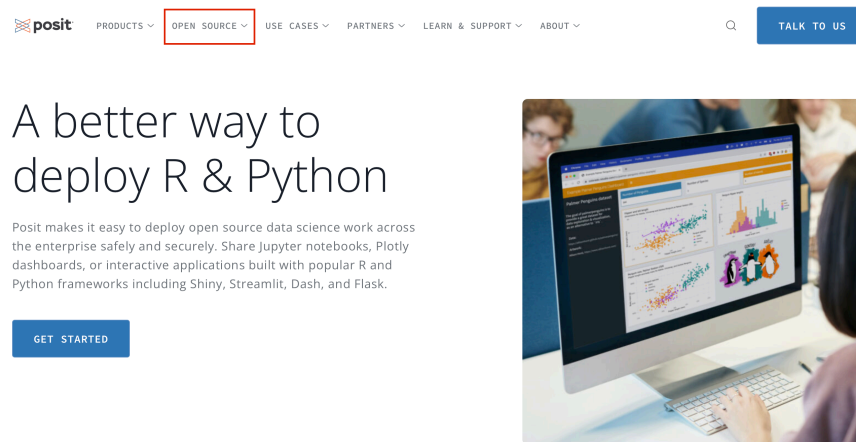 posit
PRODUCTS
OPEN SOURCE
USE CASES
PARTNERS
LEARN & SUPPORT
ABOUT
TALK TO US
A better way to
deploy R & Python
Posit makes it easy to deploy open source data science work across
the enterprise safely and securely. Share Jupyter notebooks, Plotly
dashboards, or interactive applications built with popular R and
Python frameworks including Shiny, Streamlit, Dash, and Flask.
GET STARTED
Palmer Penguins dataset